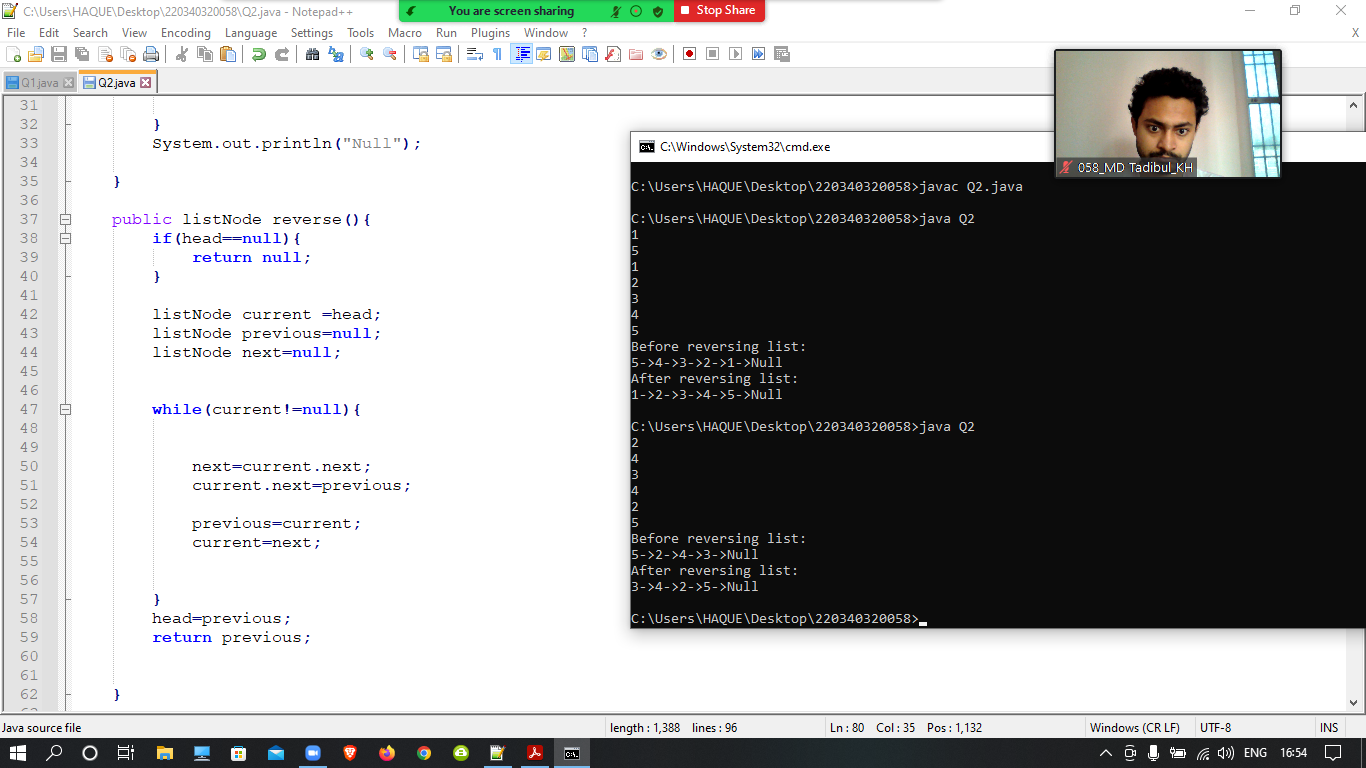 C:\Users\HAQUE\Desktop\220340320058\Q2.java - Notepad++
You are screen sharing
Stop Share
File Edit Search View Encoding Language Settings Tools Macro Run Plugins Window ?
X
Q1.java Q2.java
31
32 }
33 System.out.println("Null");
34
35 }
36
37 public listNode reverse(){
38 if(head==null){
39 return null;
40 }
41
42 listNode current =head;
43 listNode previous=null;
44 listNode next=null;
45
46
47 while(current!=null){
48
49
50 next=current.next;
51 current.next=previous;
52
53 previous=current;
54 current=next;
55
56
57 }
58 head=previous;
59 return previous;
60
61
62 }
058_MD Tadibul_KH
C:\Windows\System32\cmd.exe
C:\Users\HAQUE\Desktop\220340320058>javac Q2.java
C:\Users\HAQUE\Desktop\220340320058>java Q2
1
5
1
2
3
4
5
Before reversing list:
5->4->3->2->1->Null
After reversing list:
1->2->3->4->5->Null
C:\Users\HAQUE\Desktop\220340320058>java Q2
2
4
3
4
2
5
Before reversing list:
5->2->4->3->Null
After reversing list:
3->4->2->5->Null
C:\Users\HAQUE\Desktop\220340320058>
Java source file length : 1,388 lines : 96 Ln : 80 Col : 35 Pos : 1,132 Windows (CR LF) UTF-8 INS
ENG 16:54